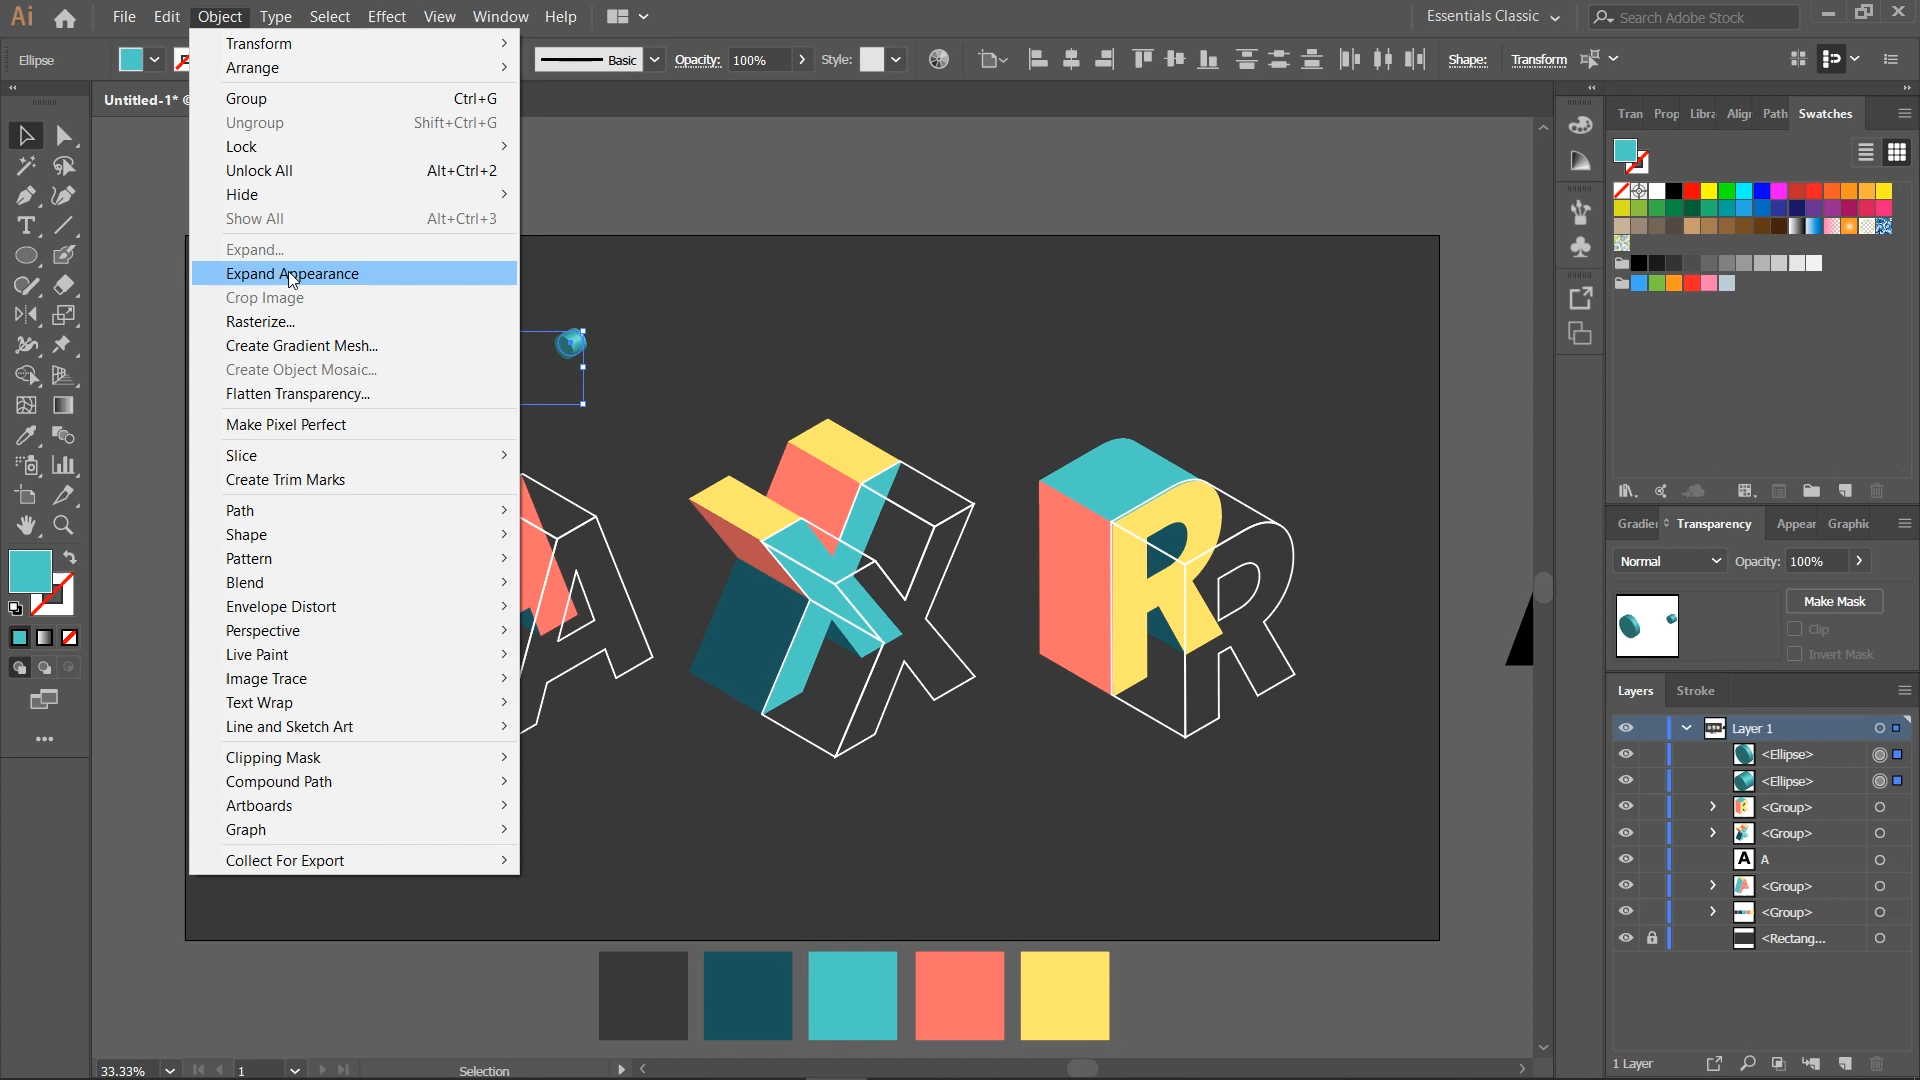 Ai File Edit Object Type Select Effect View Window Help Essentials Classic Search Adobe Stock
Ellipse Basic Opacity: 100% Style: Shape: Transform
Untitled-1*
Transform
Arrange
Group Ctrl+G
Ungroup Shift+Ctrl+G
Lock
Unlock All Alt+Ctrl+2
Hide
Show All Alt+Ctrl+3
Expand...
Expand Appearance
Crop Image
Rasterize...
Create Gradient Mesh...
Create Object Mosaic...
Flatten Transparency...
Make Pixel Perfect
Slice
Create Trim Marks
Path
Shape
Pattern
Blend
Envelope Distort
Perspective
Live Paint
Image Trace
Text Wrap
Line and Sketch Art
Clipping Mask
Compound Path
Artboards
Graph
Collect For Export
A X R
Tran Prop Libra Align Path Swatches
Gradien Transparency Appear Graphic
Normal Opacity: 100%
Make Mask
Clip
Invert Mask
Layers Stroke
Layer 1
<Ellipse>
<Ellipse>
<Group>
<Group>
A A
<Group>
<Group>
<Rectang...
1 Layer
33.33% 1 Selection